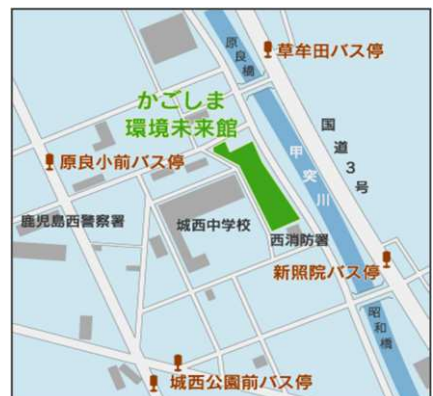 原良橋
草牟田バス停
かごしま
環境未来館
国道3号
甲突川
原良小前バス停
鹿児島西警察署
城西中学校
西消防署
新照院バス停
昭和橋
城西公園前バス停